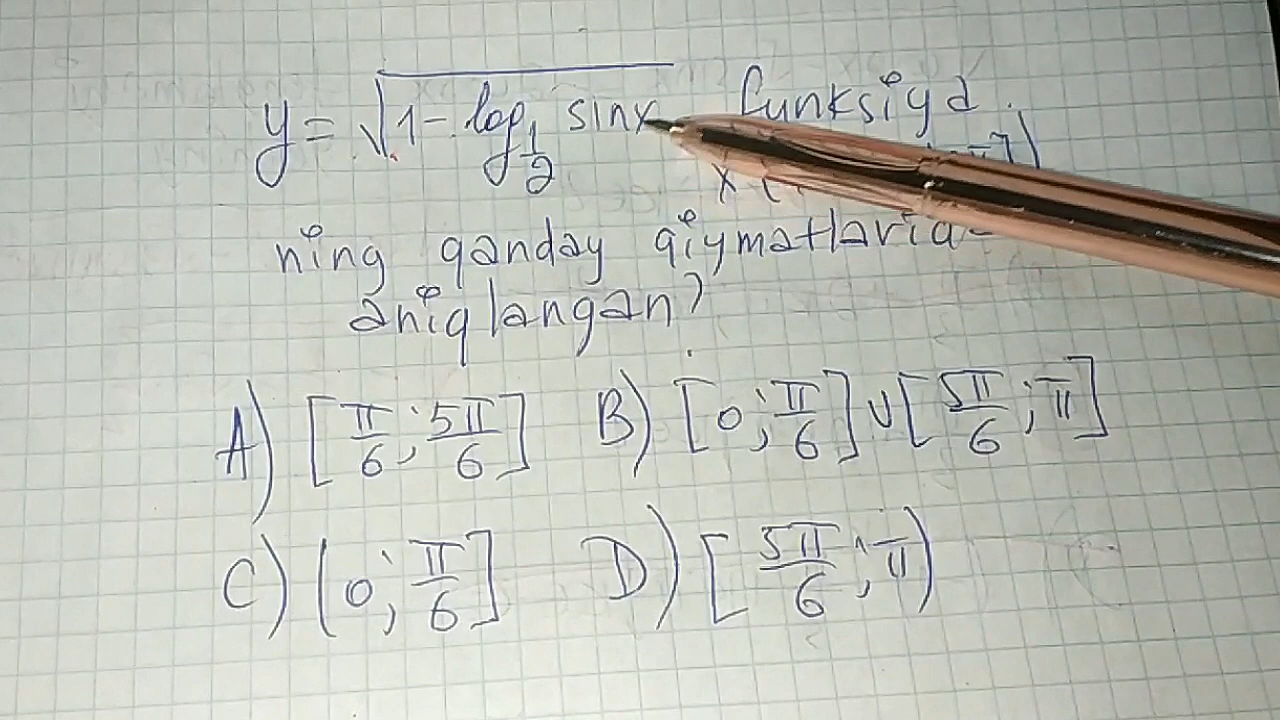 y = √(1 - log_{1/2} sinx) funksiya
x
ning qanday qiymatlarida
aniqlangan?
A) [π/6; 5π/6] B) [0; π/6] ∪ [5π/6; π]
C) (0; π/6] D) [5π/6; π)